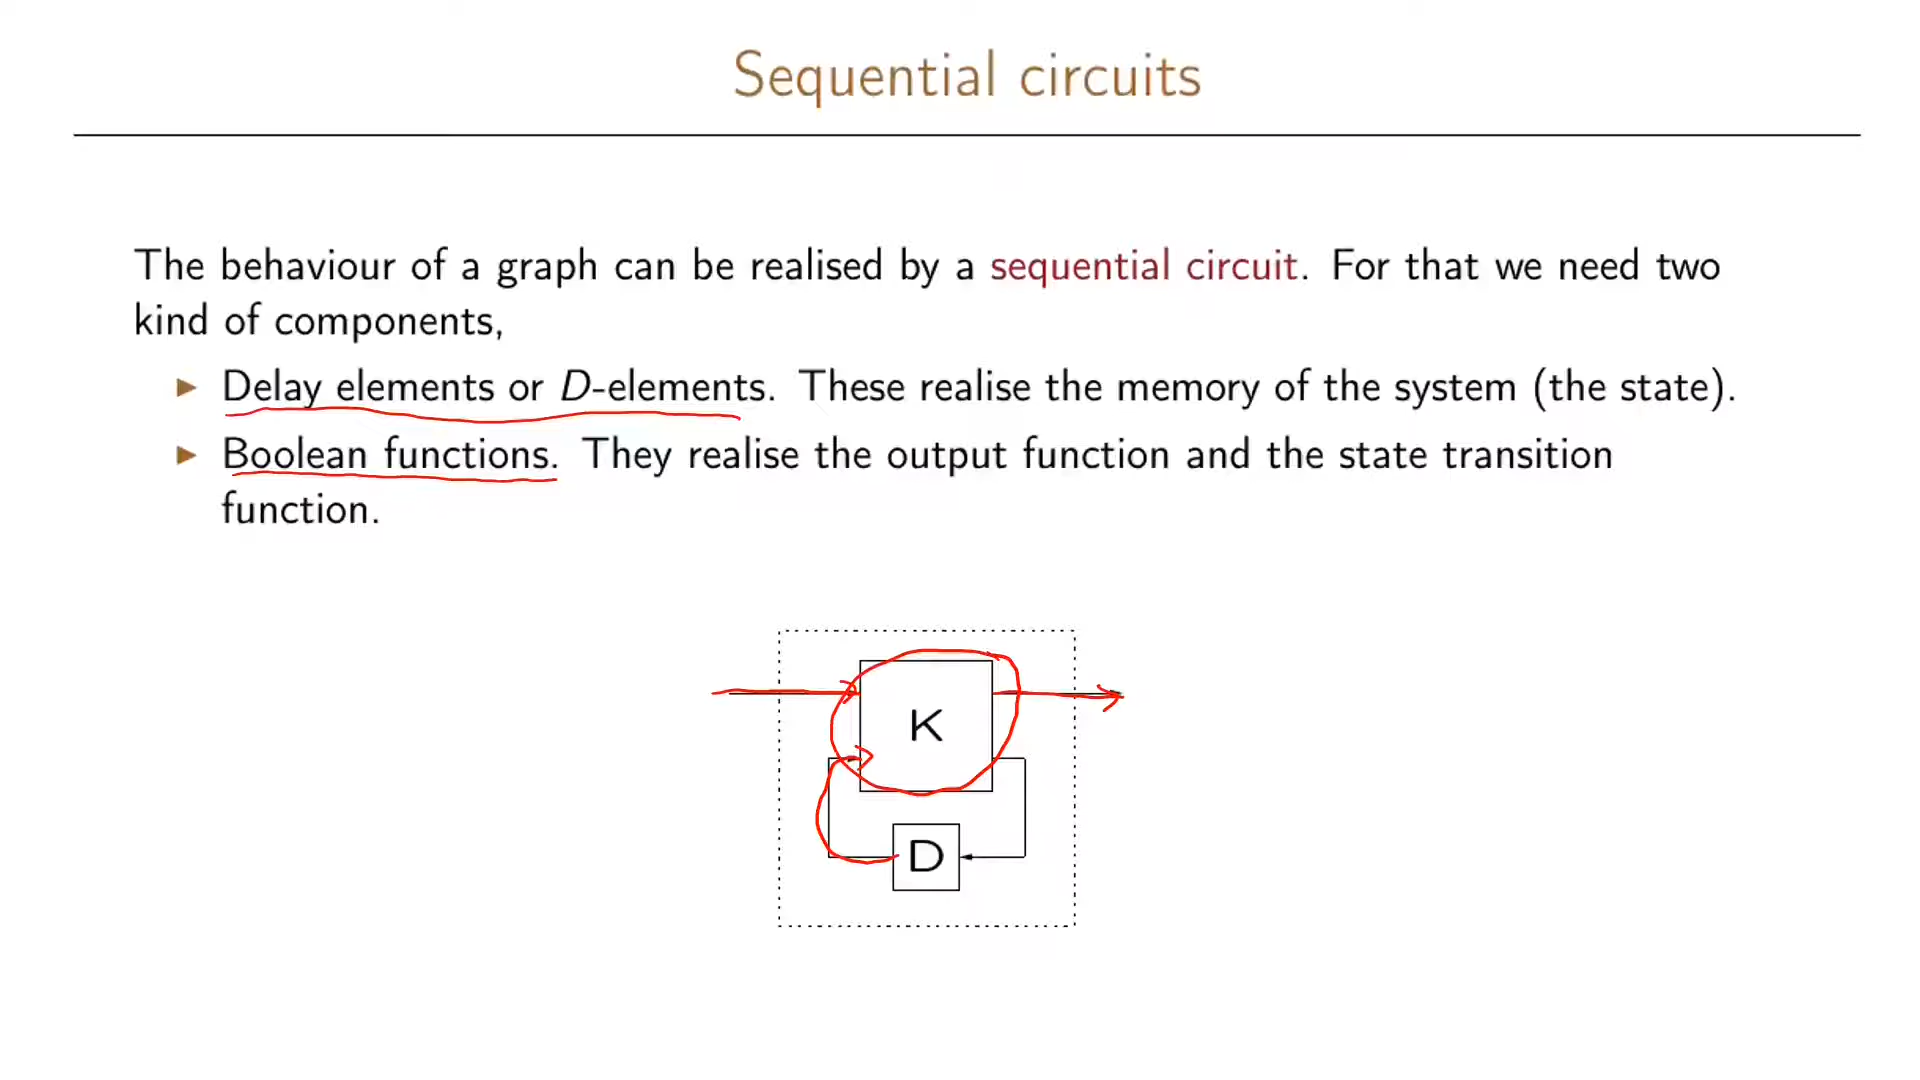 Sequential circuits
The behaviour of a graph can be realised by a sequential circuit. For that we need two
kind of components,
▶ Delay elements or D-elements. These realise the memory of the system (the state).
▶ Boolean functions. They realise the output function and the state transition
function.
K
D